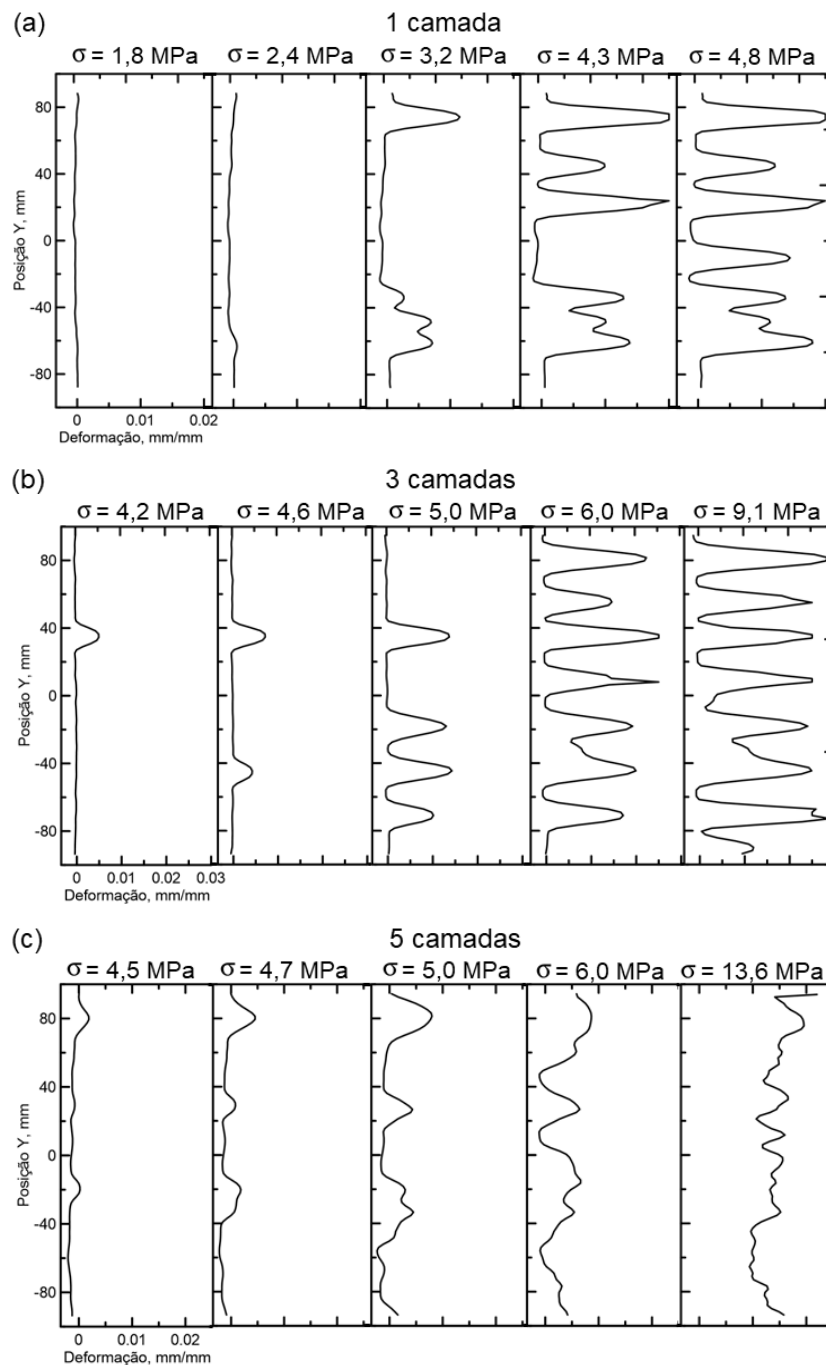 (a) 1 camada
σ = 1,8 MPa σ = 2,4 MPa σ = 3,2 MPa σ = 4,3 MPa σ = 4,8 MPa
Posição Y, mm
80
40
0
-40
-80
0 0.01 0.02
Deformação, mm/mm
(b) 3 camadas
σ = 4,2 MPa σ = 4,6 MPa σ = 5,0 MPa σ = 6,0 MPa σ = 9,1 MPa
Posição Y, mm
80
40
0
-40
-80
0 0.01 0.02 0.03
Deformação, mm/mm
(c) 5 camadas
σ = 4,5 MPa σ = 4,7 MPa σ = 5,0 MPa σ = 6,0 MPa σ = 13,6 MPa
Posição Y, mm
80
40
0
-40
-80
0 0.01 0.02
Deformação, mm/mm